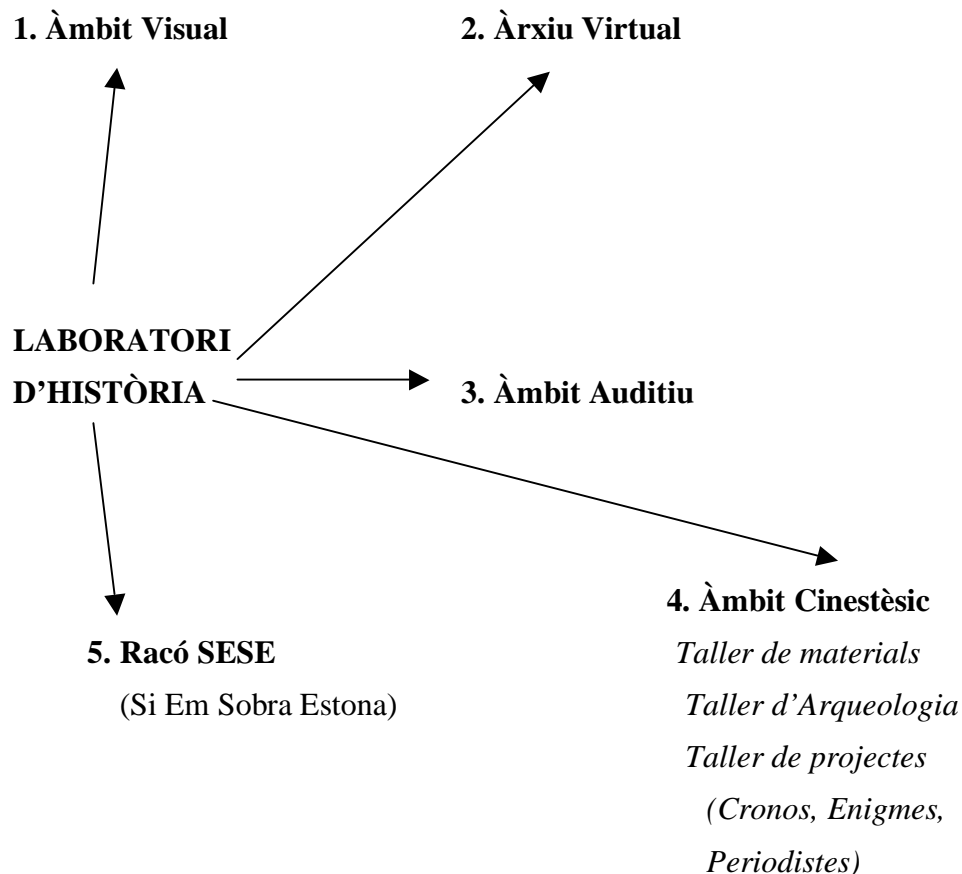 1. Àmbit Visual
2. Àrxiu Virtual
LABORATORI
D’HISTÒRIA
3. Àmbit Auditiu
4. Àmbit Cinestèsic
Taller de materials
Taller d’Arqueologia
Taller de projectes
(Cronos, Enigmes,
Periodistes)
5. Racó SESE
(Si Em Sobra Estona)